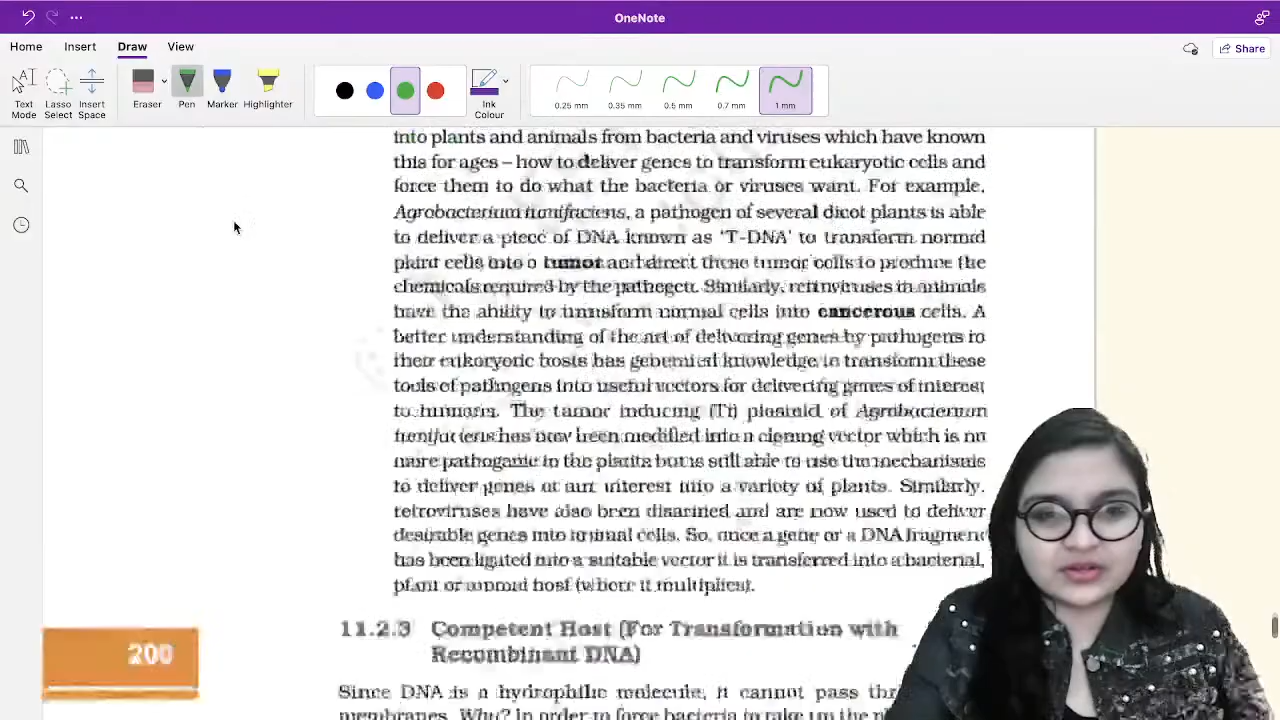 OneNote
Home Insert Draw View
Share
Text Mode
Lasso Select
Insert Space
Eraser
Pen
Marker
Highlighter
Ink Colour
0.25 mm
0.35 mm
0.5 mm
0.7 mm
1 mm
into plants and animals from bacteria and viruses which have known
this for ages – how to deliver genes to transform eukaryotic cells and
force them to do what the bacteria or viruses want. For example,
Agrobacterium tumifaciens, a pathogen of several dicot plants is able
to deliver a piece of DNA known as 'T-DNA' to transform normal
plant cells into a tumor and direct these tumor cells to produce the
chemicals required by the pathogen. Similarly, retroviruses in animals
have the ability to transform normal cells into cancerous cells. A
better understanding of the art of delivering genes by pathogens in
their eukaryotic hosts has generated knowledge to transform these
tools of pathogens into useful vectors for delivering genes of interest
to humans. The tumor inducing (Ti) plasmid of Agrobacterium
tumifaciens has now been modified into a cloning vector which is no
more pathogenic to the plants but is still able to use the mechanisms
to deliver genes of our interest into a variety of plants. Similarly,
retroviruses have also been disarmed and are now used to deliver
desirable genes into animal cells. So, once a gene or a DNA fragment
has been ligated into a suitable vector it is transferred into a bacterial,
plant or animal host (where it multiplies).
200
11.2.3 Competent Host (For Transformation with
Recombinant DNA)
Since DNA is a hydrophilic molecule, it cannot pass
membranes. Why? In order to force bacteria to take up the